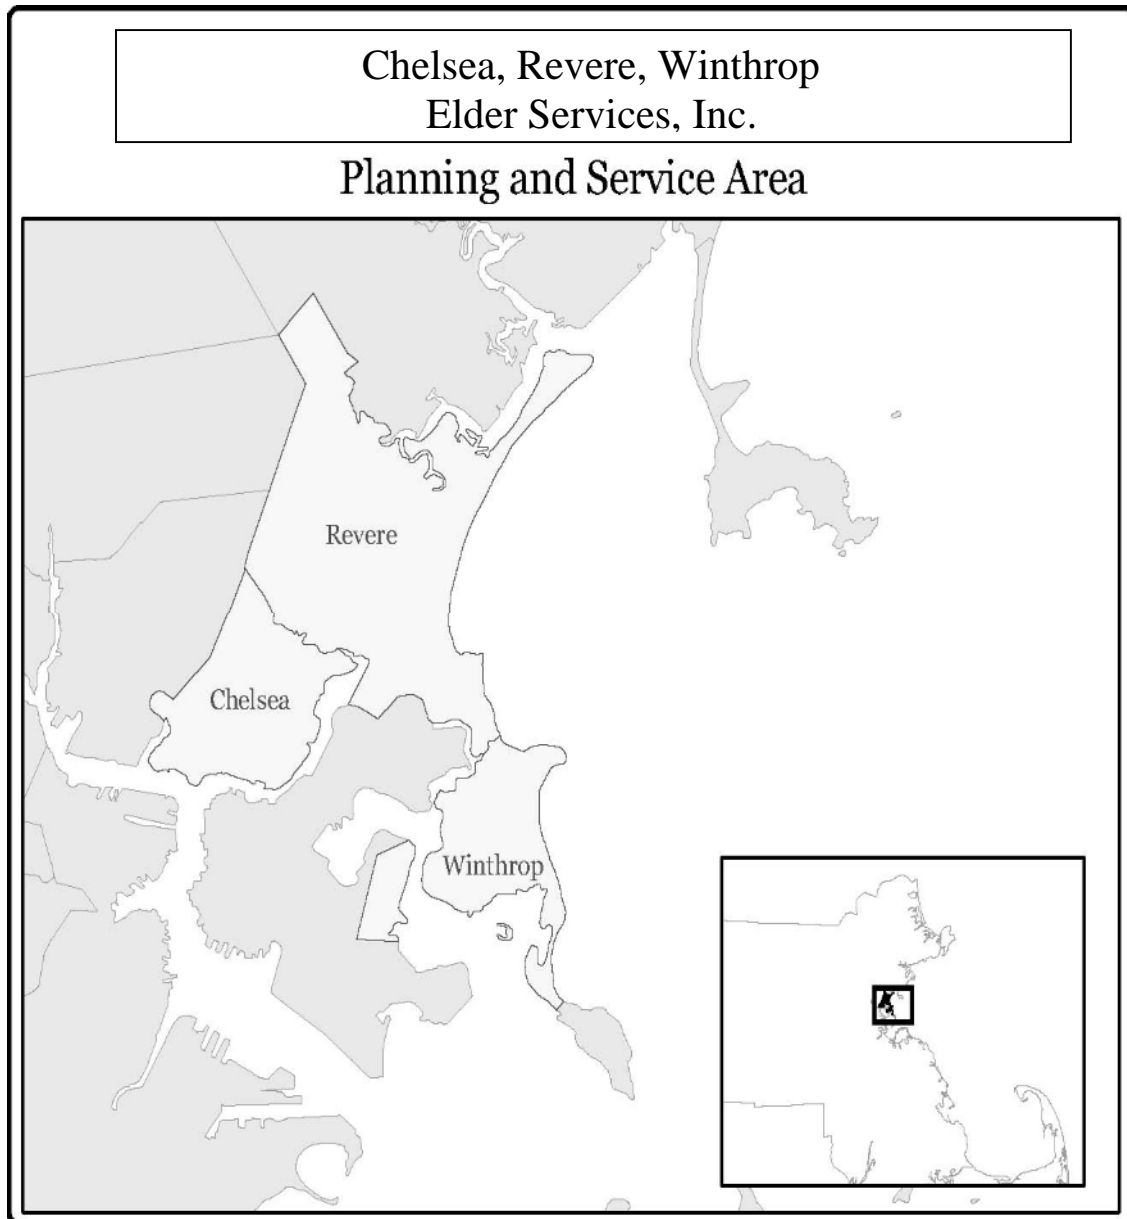 Chelsea, Revere, Winthrop
Elder Services, Inc.
Planning and Service Area
Revere
Chelsea
Winthrop